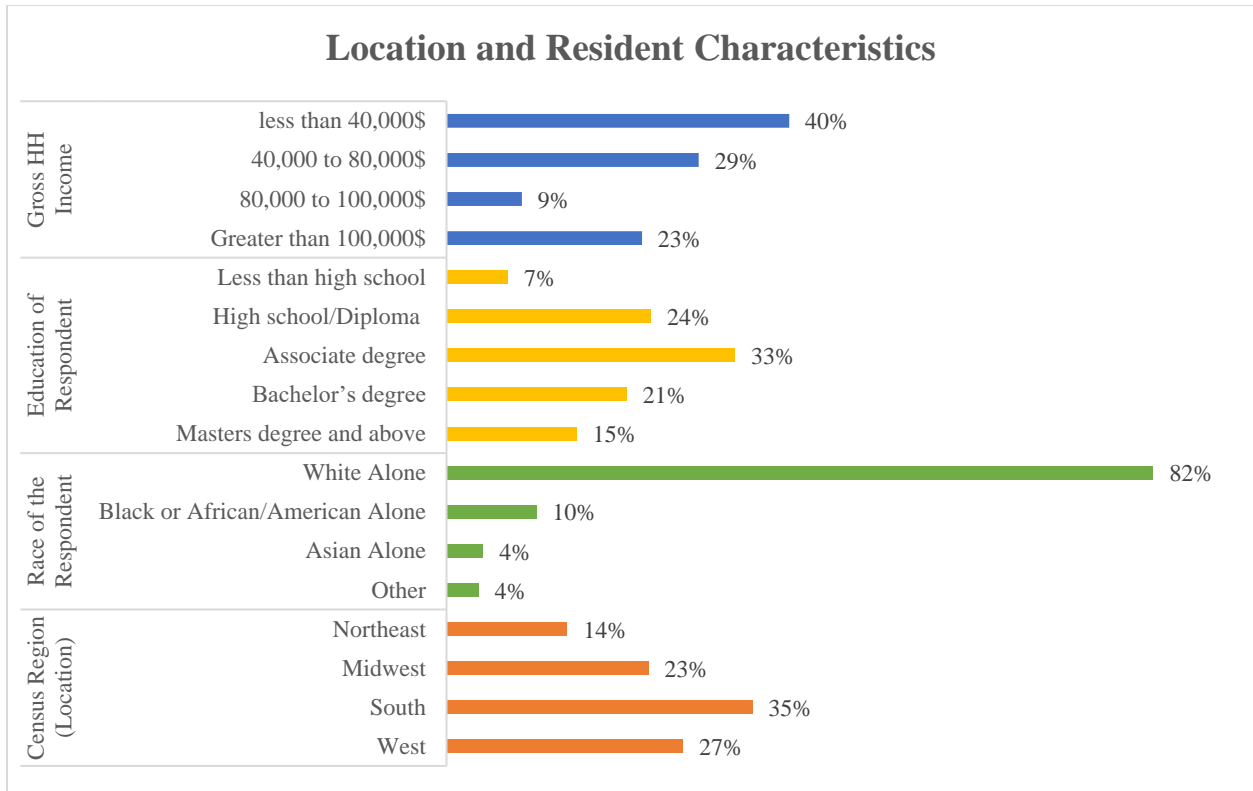 Location and Resident Characteristics
Gross HH
Income
less than 40,000$ 40%
40,000 to 80,000$ 29%
80,000 to 100,000$ 9%
Greater than 100,000$ 23%
Education of
Respondent
Less than high school 7%
High school/Diploma 24%
Associate degree 33%
Bachelor’s degree 21%
Masters degree and above 15%
Race of the
Respondent
White Alone 82%
Black or African/American Alone 10%
Asian Alone 4%
Other 4%
Census Region
(Location)
Northeast 14%
Midwest 23%
South 35%
West 27%